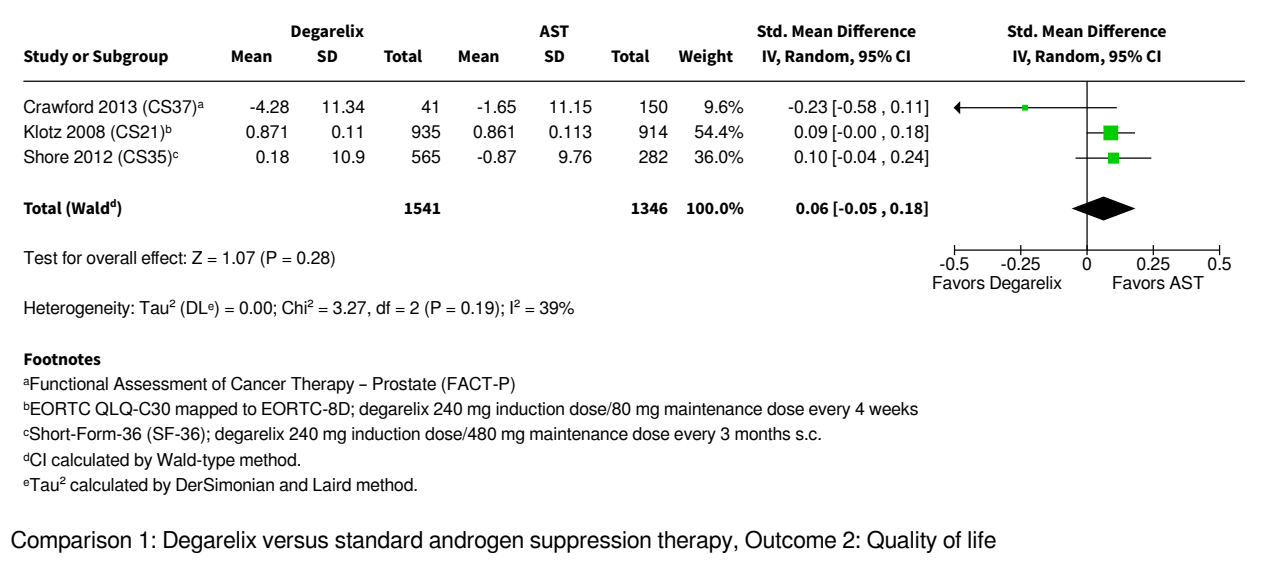 Degarelix AST Std. Mean Difference Std. Mean Difference
Study or Subgroup Mean SD Total Mean SD Total Weight IV, Random, 95% CI IV, Random, 95% CI
Crawford 2013 (CS37)ᵃ -4.28 11.34 41 -1.65 11.15 150 9.6% -0.23 [-0.58 , 0.11]
Klotz 2008 (CS21)ᵇ 0.871 0.11 935 0.861 0.113 914 54.4% 0.09 [-0.00 , 0.18]
Shore 2012 (CS35)ᶜ 0.18 10.9 565 -0.87 9.76 282 36.0% 0.10 [-0.04 , 0.24]
Total (Waldᵈ) 1541 1346 100.0% 0.06 [-0.05 , 0.18]
Test for overall effect: Z = 1.07 (P = 0.28)
-0.5 -0.25 0 0.25 0.5
Favors Degarelix Favors AST
Heterogeneity: Tau² (DLᵉ) = 0.00; Chi² = 3.27, df = 2 (P = 0.19); I² = 39%
Footnotes
ᵃFunctional Assessment of Cancer Therapy – Prostate (FACT-P)
ᵇEORTC QLQ-C30 mapped to EORTC-8D; degarelix 240 mg induction dose/80 mg maintenance dose every 4 weeks
ᶜShort-Form-36 (SF-36); degarelix 240 mg induction dose/480 mg maintenance dose every 3 months s.c.
ᵈCI calculated by Wald-type method.
ᵉTau² calculated by DerSimonian and Laird method.
Comparison 1: Degarelix versus standard androgen suppression therapy, Outcome 2: Quality of life